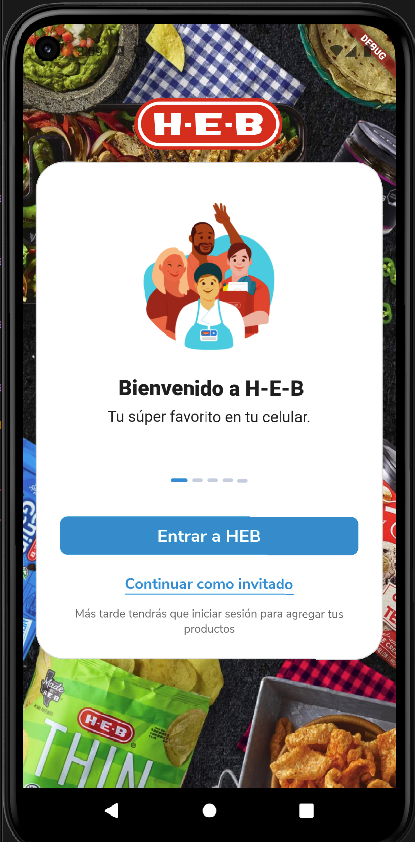 DEBUG
H-E-B
Bienvenido a H-E-B
Tu súper favorito en tu celular.
Entrar a HEB
Continuar como invitado
Más tarde tendrás que iniciar sesión para agregar tus
productos
Made
H-E-B
THIN